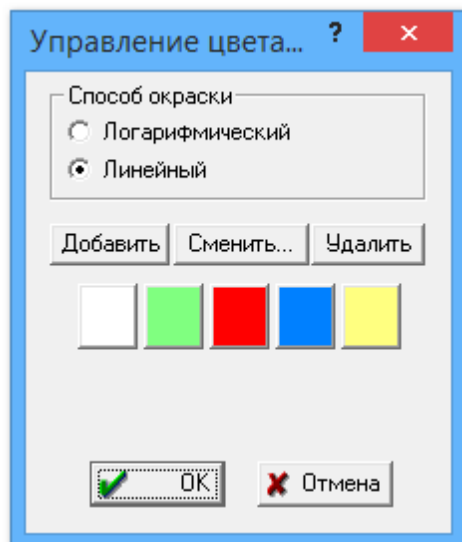 Управление цвета... ?
Способ окраски
Логарифмический
Линейный
Добавить Сменить... Удалить
OK Отмена